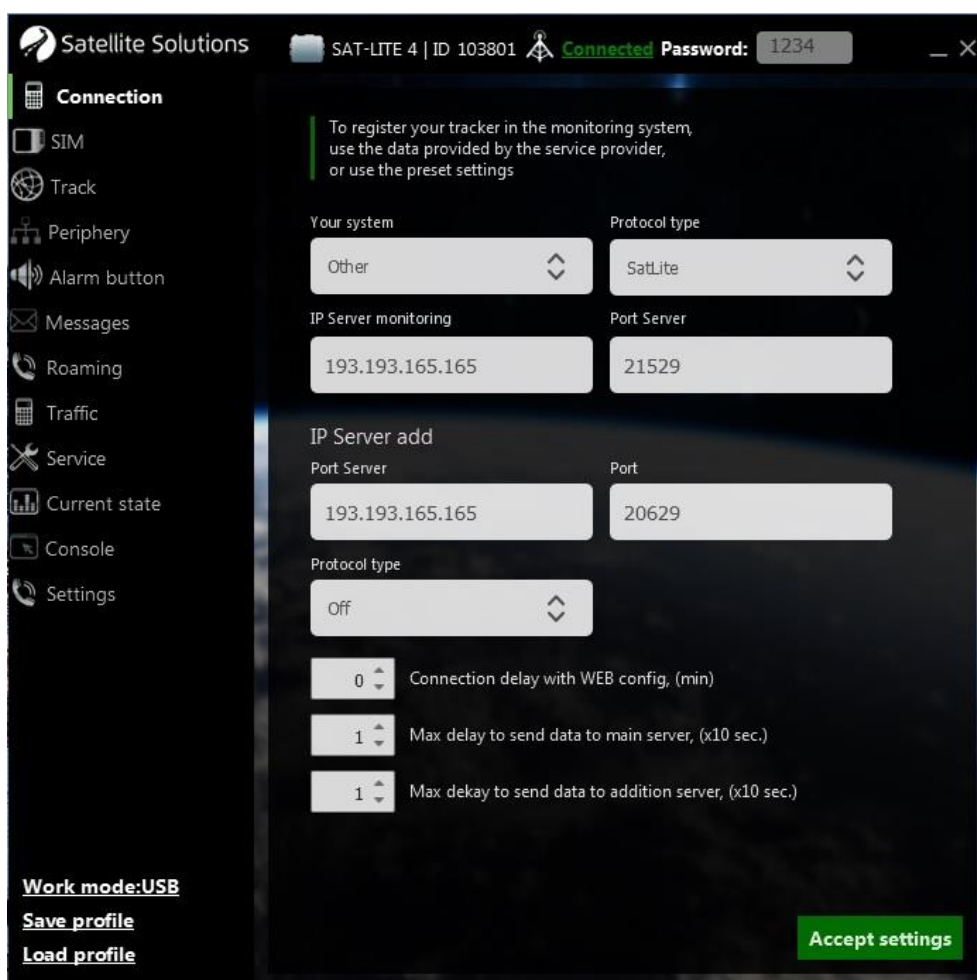 Satellite Solutions
SAT-LITE 4 | ID 103801 Connected Password: 1234
Connection
SIM
Track
Periphery
Alarm button
Messages
Roaming
Traffic
Service
Current state
Console
Settings
Work mode:USB
Save profile
Load profile
To register your tracker in the monitoring system,
use the data provided by the service provider,
or use the preset settings
Your system
Protocol type
Other
SatLite
IP Server monitoring
Port Server
193.193.165.165
21529
IP Server add
Port Server
Port
193.193.165.165
20629
Protocol type
Off
0 Connection delay with WEB config, (min)
1 Max delay to send data to main server, (x10 sec.)
1 Max dekay to send data to addition server, (x10 sec.)
Accept settings